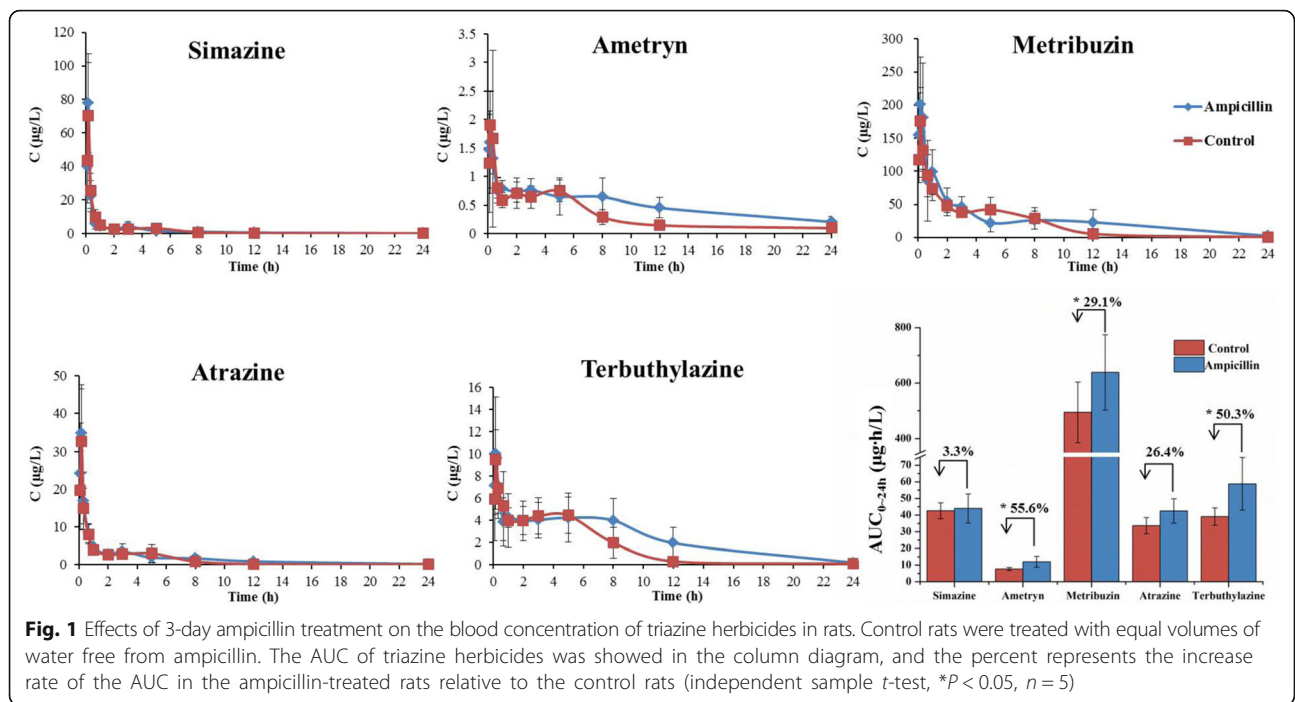 Simazine
C (µg/L)
120
100
80
60
40
20
0
0 2 4 6 8 10 12 14 16 18 20 22 24
Time (h)
Ametryn
C (µg/L)
3.5
3
2.5
2
1.5
1
0.5
0
0 2 4 6 8 10 12 14 16 18 20 22 24
Time (h)
Metribuzin
C (µg/L)
300
250
200
150
100
50
0
0 2 4 6 8 10 12 14 16 18 20 22 24
Time (h)
Ampicillin
Control
Atrazine
C (µg/L)
50
40
30
20
10
0
0 2 4 6 8 10 12 14 16 18 20 22 24
Time (h)
Terbuthylazine
C (µg/L)
16
14
12
10
8
6
4
2
0
0 2 4 6 8 10 12 14 16 18 20 22 24
Time (h)
AUC0~24h (µg·h/L)
800
600
400
70
60
50
40
30
20
10
0
3.3%
* 55.6%
* 29.1%
26.4%
* 50.3%
Control
Ampicillin
Simazine Ametryn Metribuzin Atrazine Terbuthylazine
Fig. 1 Effects of 3-day ampicillin treatment on the blood concentration of triazine herbicides in rats. Control rats were treated with equal volumes of
water free from ampicillin. The AUC of triazine herbicides was showed in the column diagram, and the percent represents the increase
rate of the AUC in the ampicillin-treated rats relative to the control rats (independent sample t-test, *P < 0.05, n = 5)